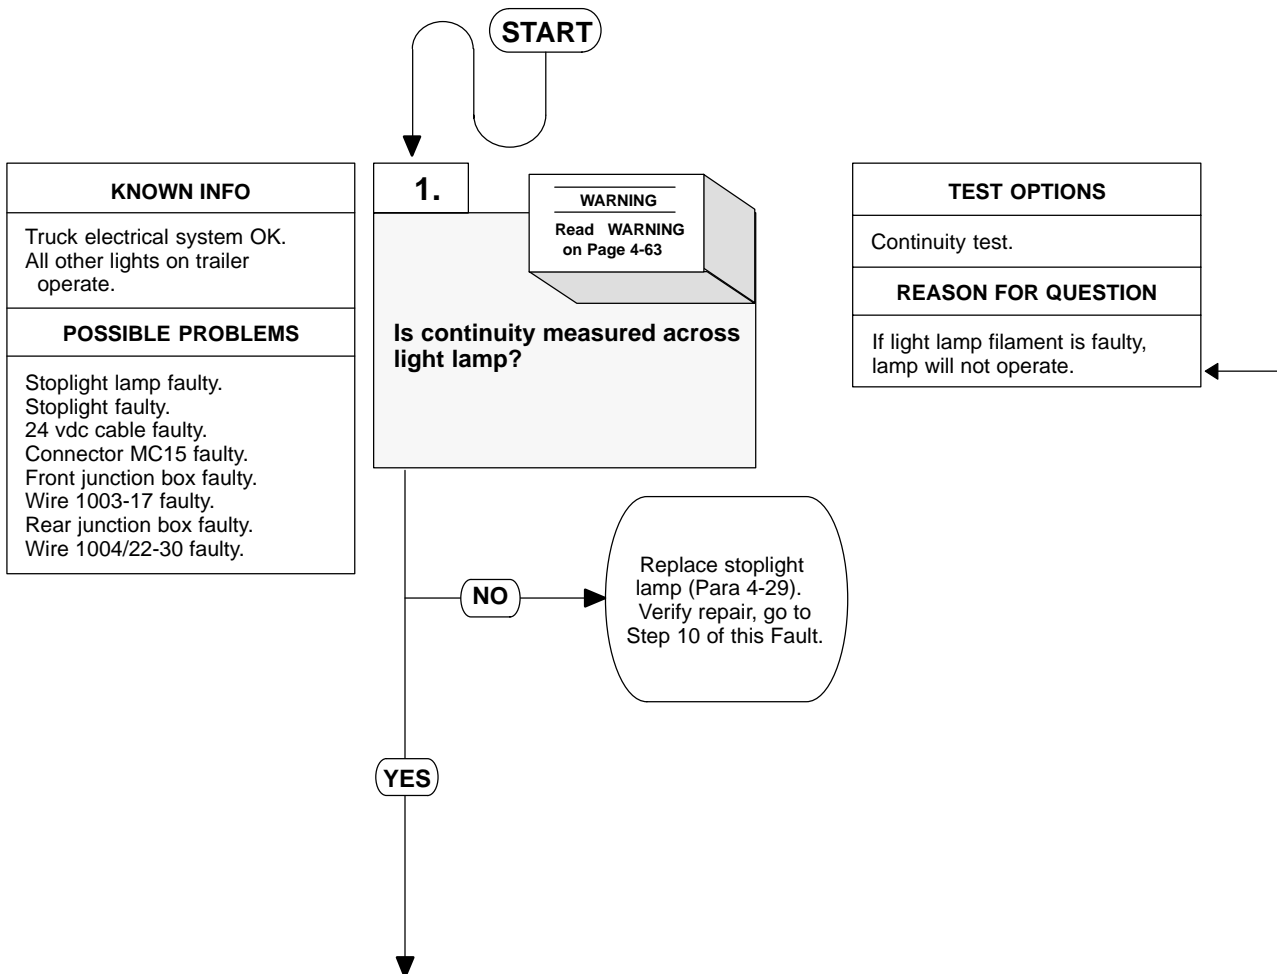 START
KNOWN INFO
Truck electrical system OK.
All other lights on trailer
operate.
POSSIBLE PROBLEMS
Stoplight lamp faulty.
Stoplight faulty.
24 vdc cable faulty.
Connector MC15 faulty.
Front junction box faulty.
Wire 1003-17 faulty.
Rear junction box faulty.
Wire 1004/22-30 faulty.
1.
WARNING
Read WARNING
on Page 4-63
Is continuity measured across
light lamp?
TEST OPTIONS
Continuity test.
REASON FOR QUESTION
If light lamp filament is faulty,
lamp will not operate.
NO
Replace stoplight
lamp (Para 4-29).
Verify repair, go to
Step 10 of this Fault.
YES